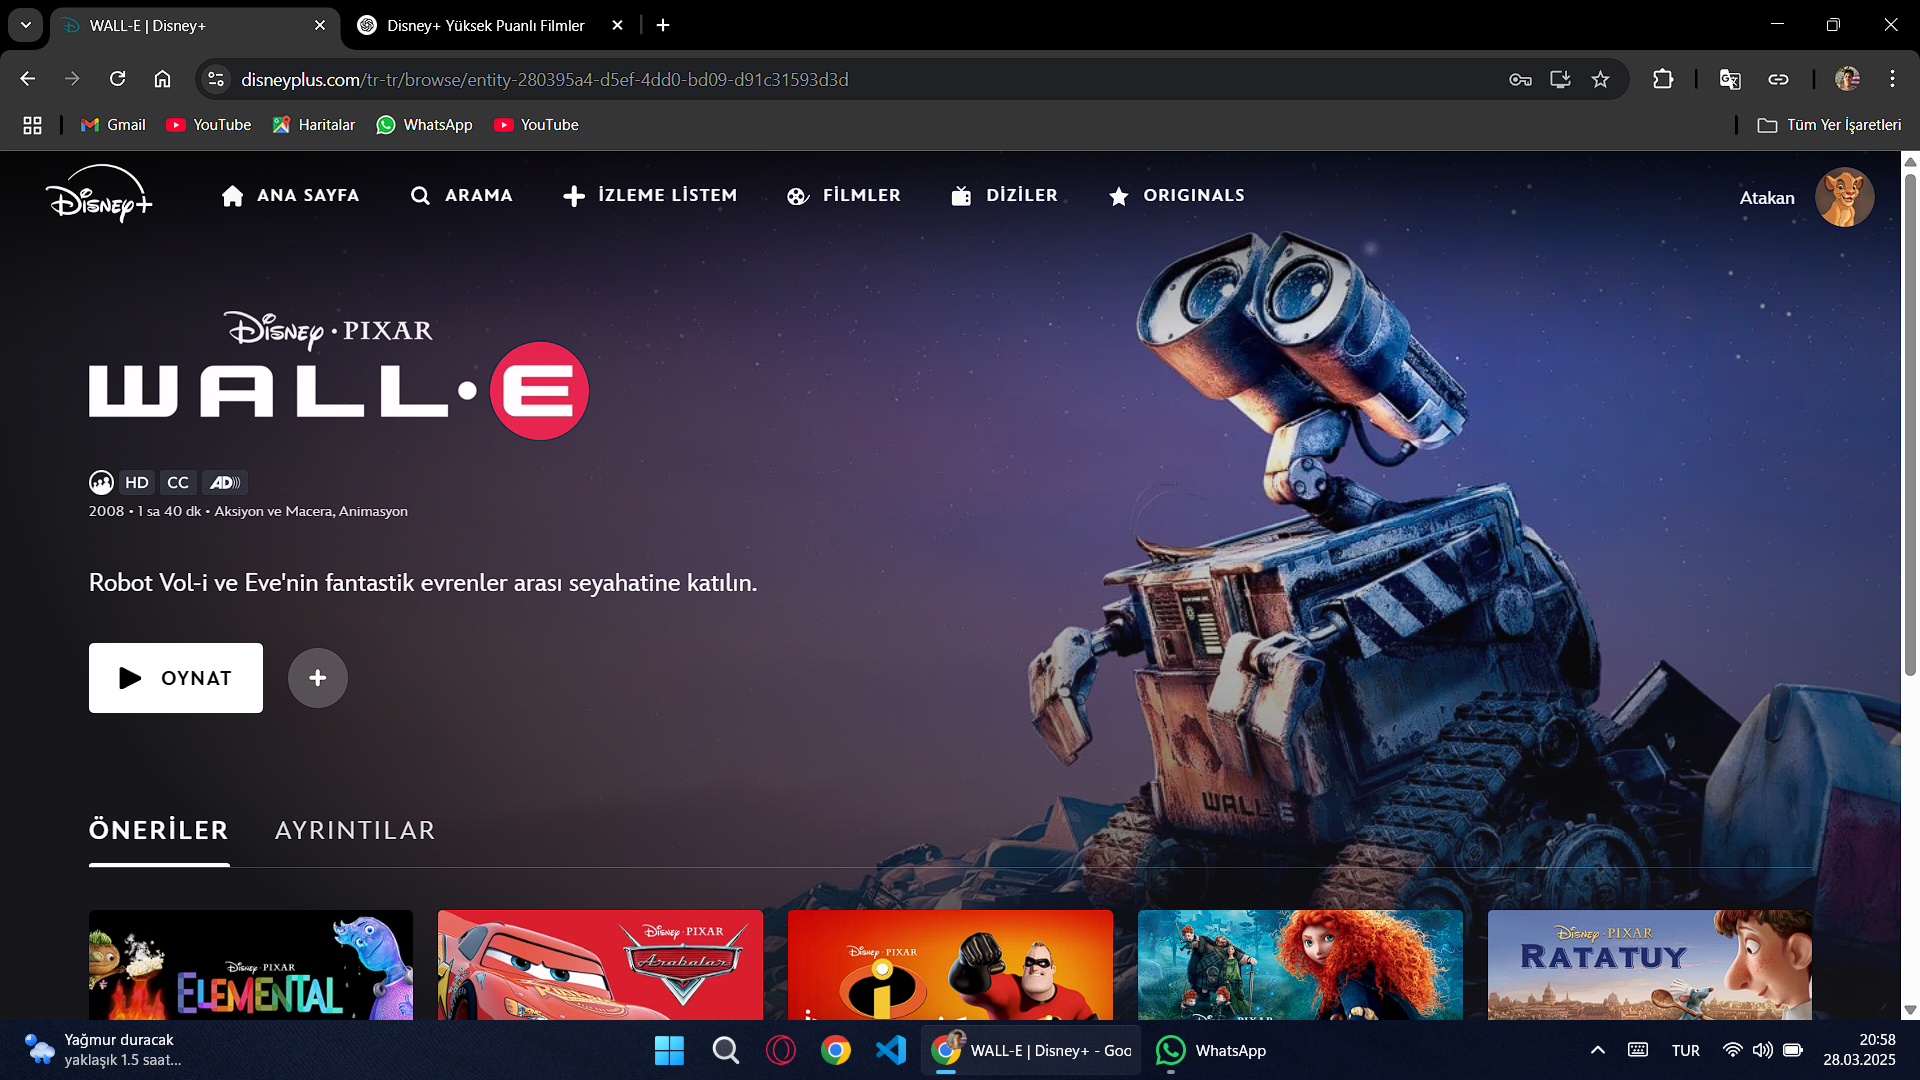 WALL-E | Disney+
Disney+ Yüksek Puanlı Filmler
disneyplus.com/tr-tr/browse/entity-280395a4-d5ef-4dd0-bd09-d91c31593d3d
Gmail
YouTube
Haritalar
WhatsApp
YouTube
Tüm Yer İşaretleri
Disney+
ANA SAYFA
ARAMA
İZLEME LİSTEM
FİLMLER
DİZİLER
ORIGINALS
Atakan
Disney · PIXAR
WALL·E
HD CC AD
2008 • 1 sa 40 dk • Aksiyon ve Macera, Animasyon
Robot Vol-i ve Eve'nin fantastik evrenler arası seyahatine katılın.
OYNAT
WALL-E
ÖNERİLER
AYRINTILAR
Disney · PIXAR
ELEMENTAL
Disney · PIXAR
Arabalar
Disney · PIXAR
Disney · PIXAR
Disney · PIXAR
RATATUY
Yağmur duracak
yaklaşık 1.5 saat...
WALL-E | Disney+ - Goo
WhatsApp
TUR
20:58
28.03.2025